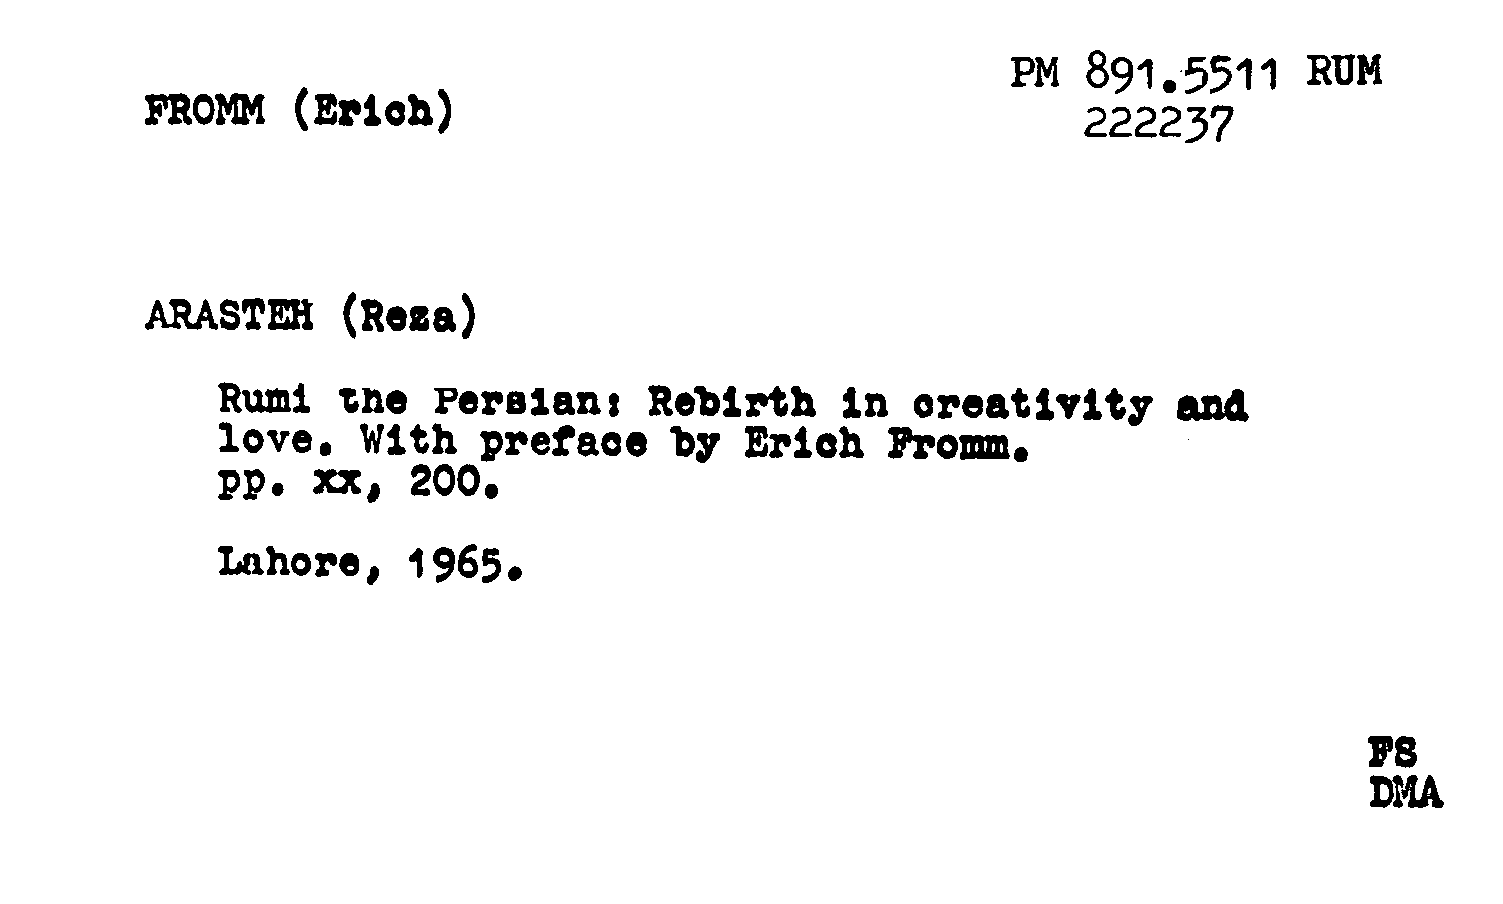 PM 891.5511 RUM
FROMM (Erich)
222237
ARASTEH (Reza)
Rumi the Persian: Rebirth in creativity and
love. With preface by Erich Fromm.
pp. xx, 200.
Lahore, 1965.
FS
DMA